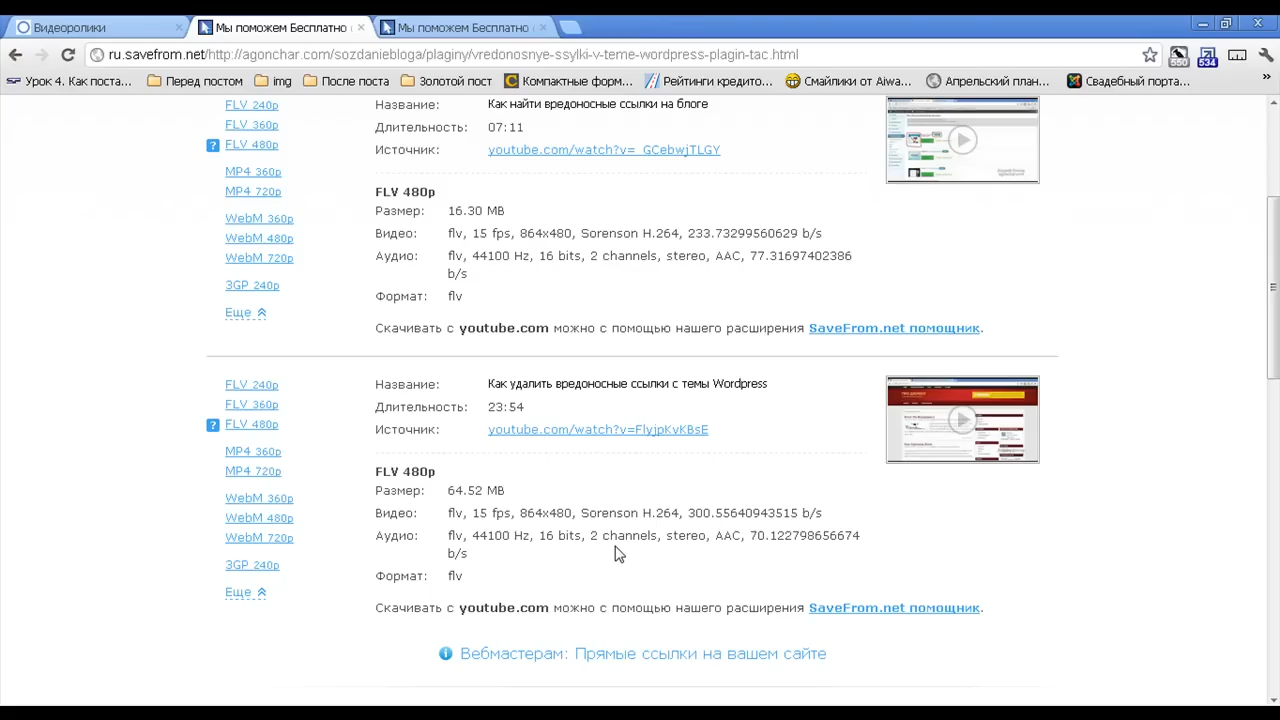 Видеоролики
Мы поможем Бесплатно
Мы поможем Бесплатно
ru.savefrom.net/http://agonchar.com/sozdaniebloga/plaginy/vredonosnye-ssylki-v-teme-wordpress-plagin-tac.html
550
534
Урок 4. Как поста...
Перед постом
img
После поста
Золотой пост
Компактные форм...
Рейтинги кредито...
Смайлики от Aiwa...
Апрельский план...
Свадебный порта...
FLV 240p
FLV 360p
? FLV 480p
MP4 360p
MP4 720p
WebM 360p
WebM 480p
WebM 720p
3GP 240p
Еще
Название: Как найти вредоносные ссылки на блоге
Длительность: 07:11
Источник: youtube.com/watch?v=_GCebwjTLGY
FLV 480p
Размер: 16.30 MB
Видео: flv, 15 fps, 864x480, Sorenson H.264, 233.73299560629 b/s
Аудио: flv, 44100 Hz, 16 bits, 2 channels, stereo, AAC, 77.31697402386
b/s
Формат: flv
Скачивать с youtube.com можно с помощью нашего расширения SaveFrom.net помощник.
FLV 240p
FLV 360p
? FLV 480p
MP4 360p
MP4 720p
WebM 360p
WebM 480p
WebM 720p
3GP 240p
Еще
Название: Как удалить вредоносные ссылки с темы Wordpress
Длительность: 23:54
Источник: youtube.com/watch?v=FlyjpKvKBsE
FLV 480p
Размер: 64.52 MB
Видео: flv, 15 fps, 864x480, Sorenson H.264, 300.55640943515 b/s
Аудио: flv, 44100 Hz, 16 bits, 2 channels, stereo, AAC, 70.122798656674
b/s
Формат: flv
Скачивать с youtube.com можно с помощью нашего расширения SaveFrom.net помощник.
Вебмастерам: Прямые ссылки на вашем сайте